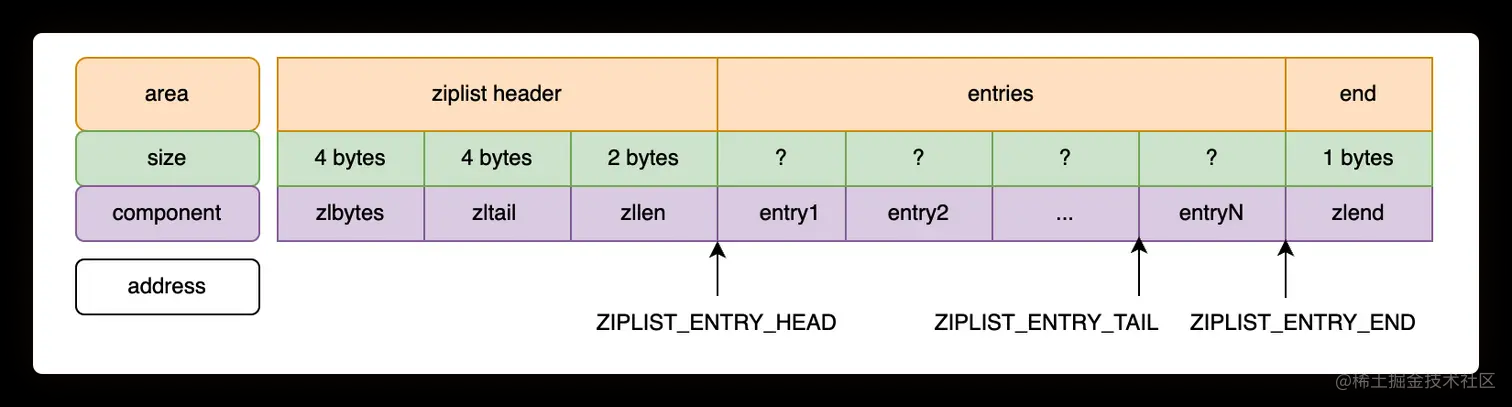 area ziplist header entries end
size 4 bytes 4 bytes 2 bytes ? ? ? ? 1 bytes
component zlbytes zltail zllen entry1 entry2 ... entryN zlend
address
ZIPLIST_ENTRY_HEAD ZIPLIST_ENTRY_TAIL ZIPLIST_ENTRY_END
@稀土掘金技术社区